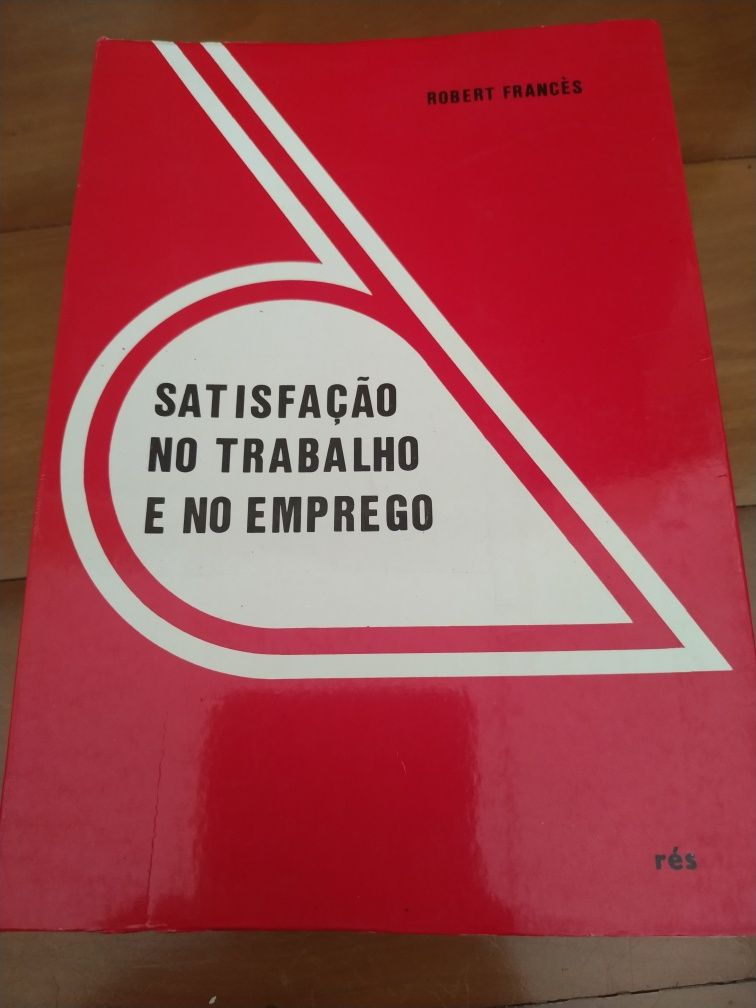 ROBERT FRANCÈS
SATISFAÇÃO
NO TRABALHO
E NO EMPREGO
rés